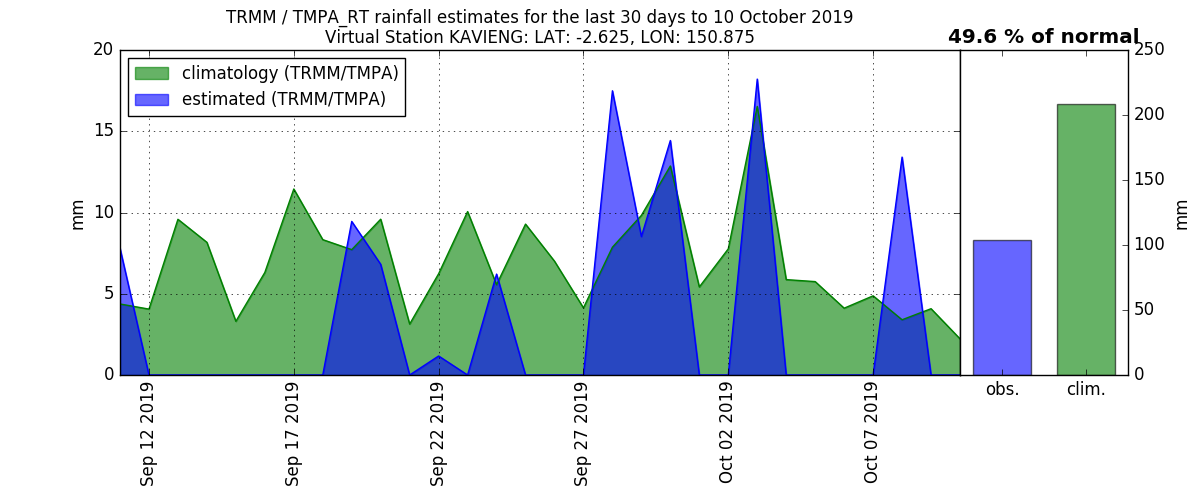 TRMM / TMPA_RT rainfall estimates for the last 30 days to 10 October 2019
Virtual Station KAVIENG: LAT: -2.625, LON: 150.875
49.6 % of normal
climatology (TRMM/TMPA)
estimated (TRMM/TMPA)
20
15
10
5
0
mm
Sep 12 2019
Sep 17 2019
Sep 22 2019
Sep 27 2019
Oct 02 2019
Oct 07 2019
250
200
150
100
50
0
mm
obs.
clim.